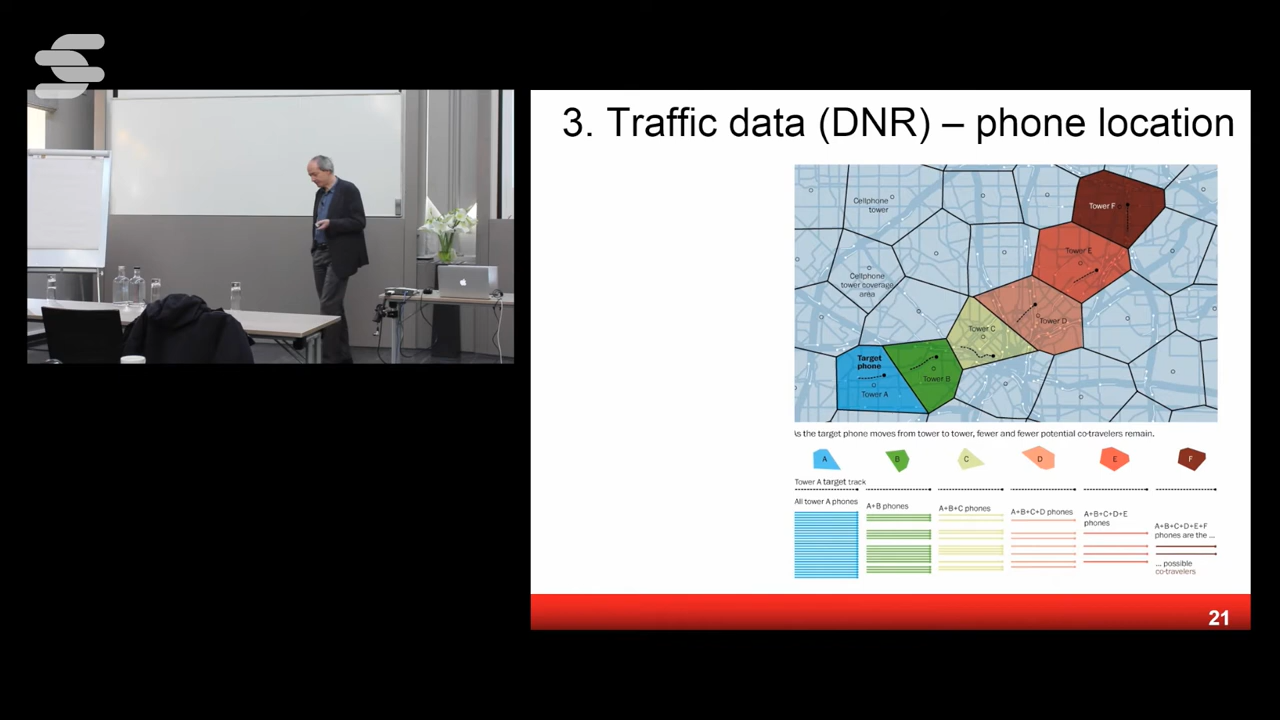 3. Traffic data (DNR) – phone location
Cellphone
tower
Tower F
Tower E
Cellphone
tower coverage
area
Tower D
Tower C
Target
phone
Tower B
Tower A
As the target phone moves from tower to tower, fewer and fewer potential co-travelers remain.
A
B
C
D
E
F
Tower A target track
All tower A phones
A+B phones
A+B+C phones
A+B+C+D phones
A+B+C+D+E
phones
A+B+C+D+E+F
phones are the ...
... possible
co-travelers
21